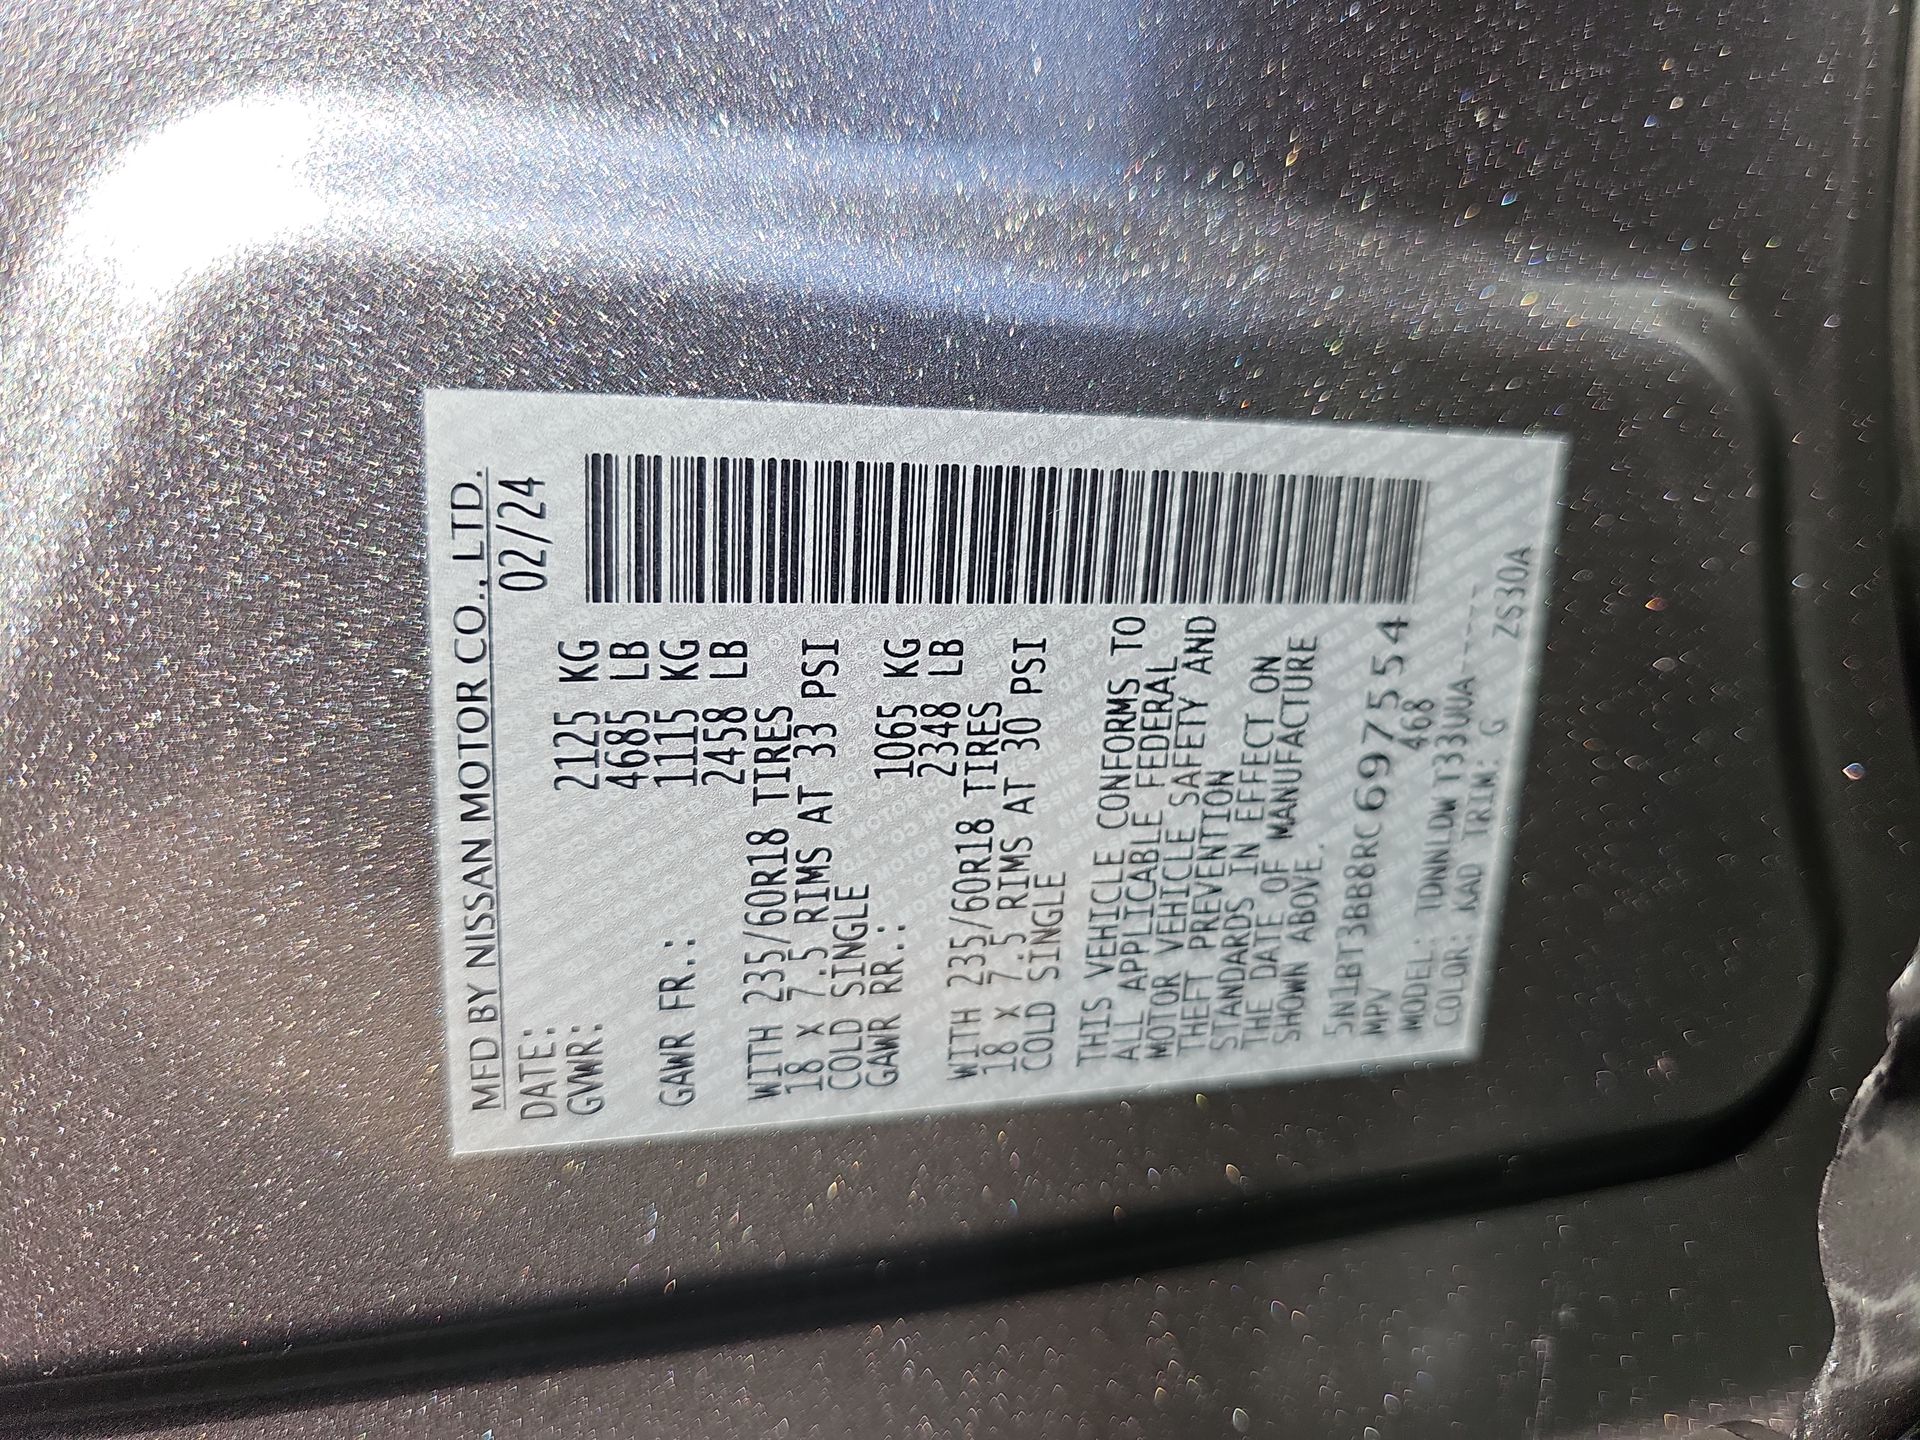 MFD BY NISSAN MOTOR CO., LTD.
DATE: 02/24
GVWR: 2125 KG
4685 LB
GAWR FR.: 1115 KG
2458 LB
WITH 235/60R18 TIRES
18 x 7.5 RIMS AT 33 PSI
COLD SINGLE
GAWR RR.: 1065 KG
2348 LB
WITH 235/60R18 TIRES
18 x 7.5 RIMS AT 30 PSI
COLD SINGLE
THIS VEHICLE CONFORMS TO
ALL APPLICABLE FEDERAL
MOTOR VEHICLE SAFETY AND
THEFT PREVENTION
STANDARDS IN EFFECT ON
THE DATE OF MANUFACTURE
SHOWN ABOVE.
5N1BT3BB8RC697554
MPV 468
MODEL: TDNNLDW T33UUA-----
COLOR: KAD TRIM: G ZS30A